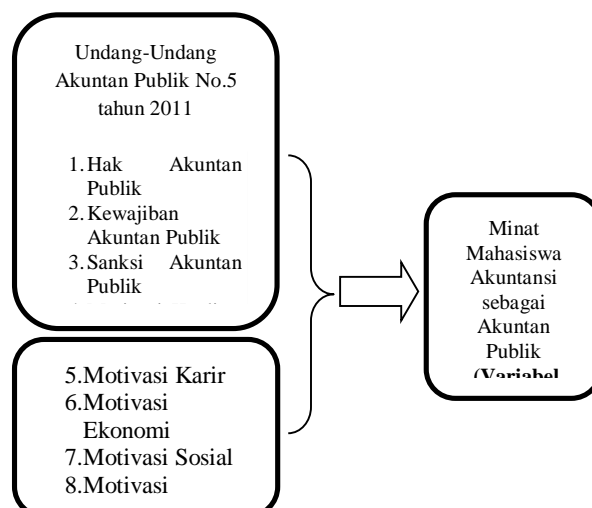 Undang-Undang
Akuntan Publik No.5
tahun 2011
1. Hak Akuntan
Publik
2. Kewajiban
Akuntan Publik
3. Sanksi Akuntan
Publik
5. Motivasi Karir
6. Motivasi
Ekonomi
7. Motivasi Sosial
8. Motivasi
Minat
Mahasiswa
Akuntansi
sebagai
Akuntan
Publik
(Variabel